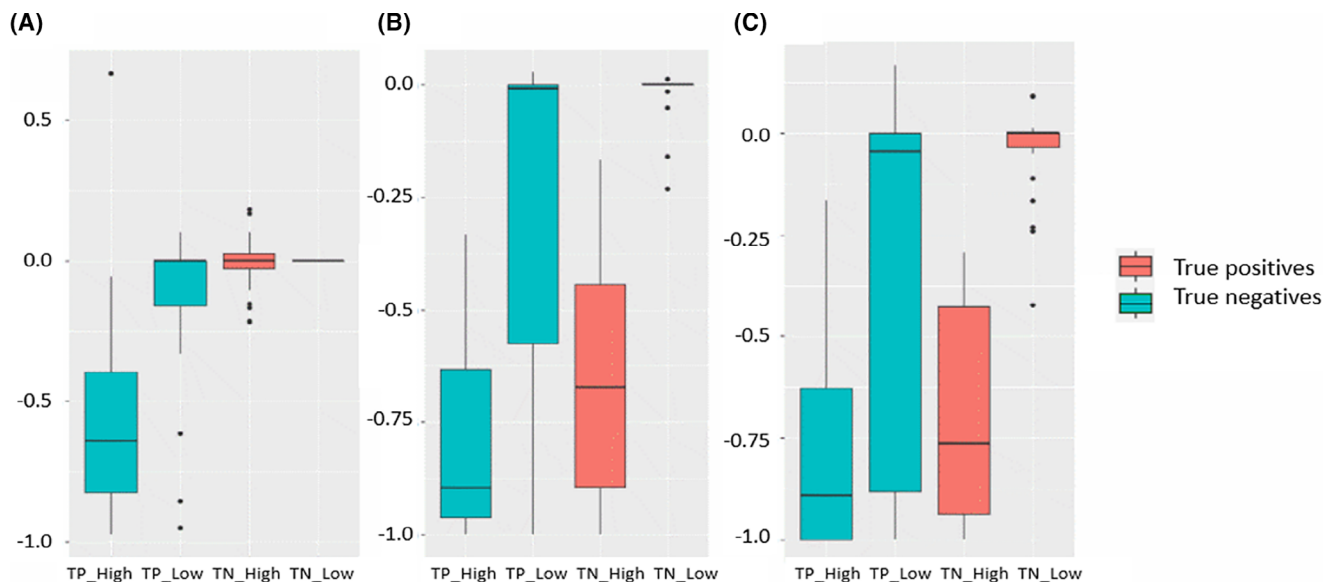 (A)
0.5
0.0
-0.5
-1.0
TP_High TP_Low TN_High TN_Low
(B)
0.0
-0.25
-0.5
-0.75
-1.0
TP_High TP_Low TN_High TN_Low
(C)
0.0
-0.25
-0.5
-0.75
-1.0
TP_High TP_Low TN_High TN_Low
True positives
True negatives